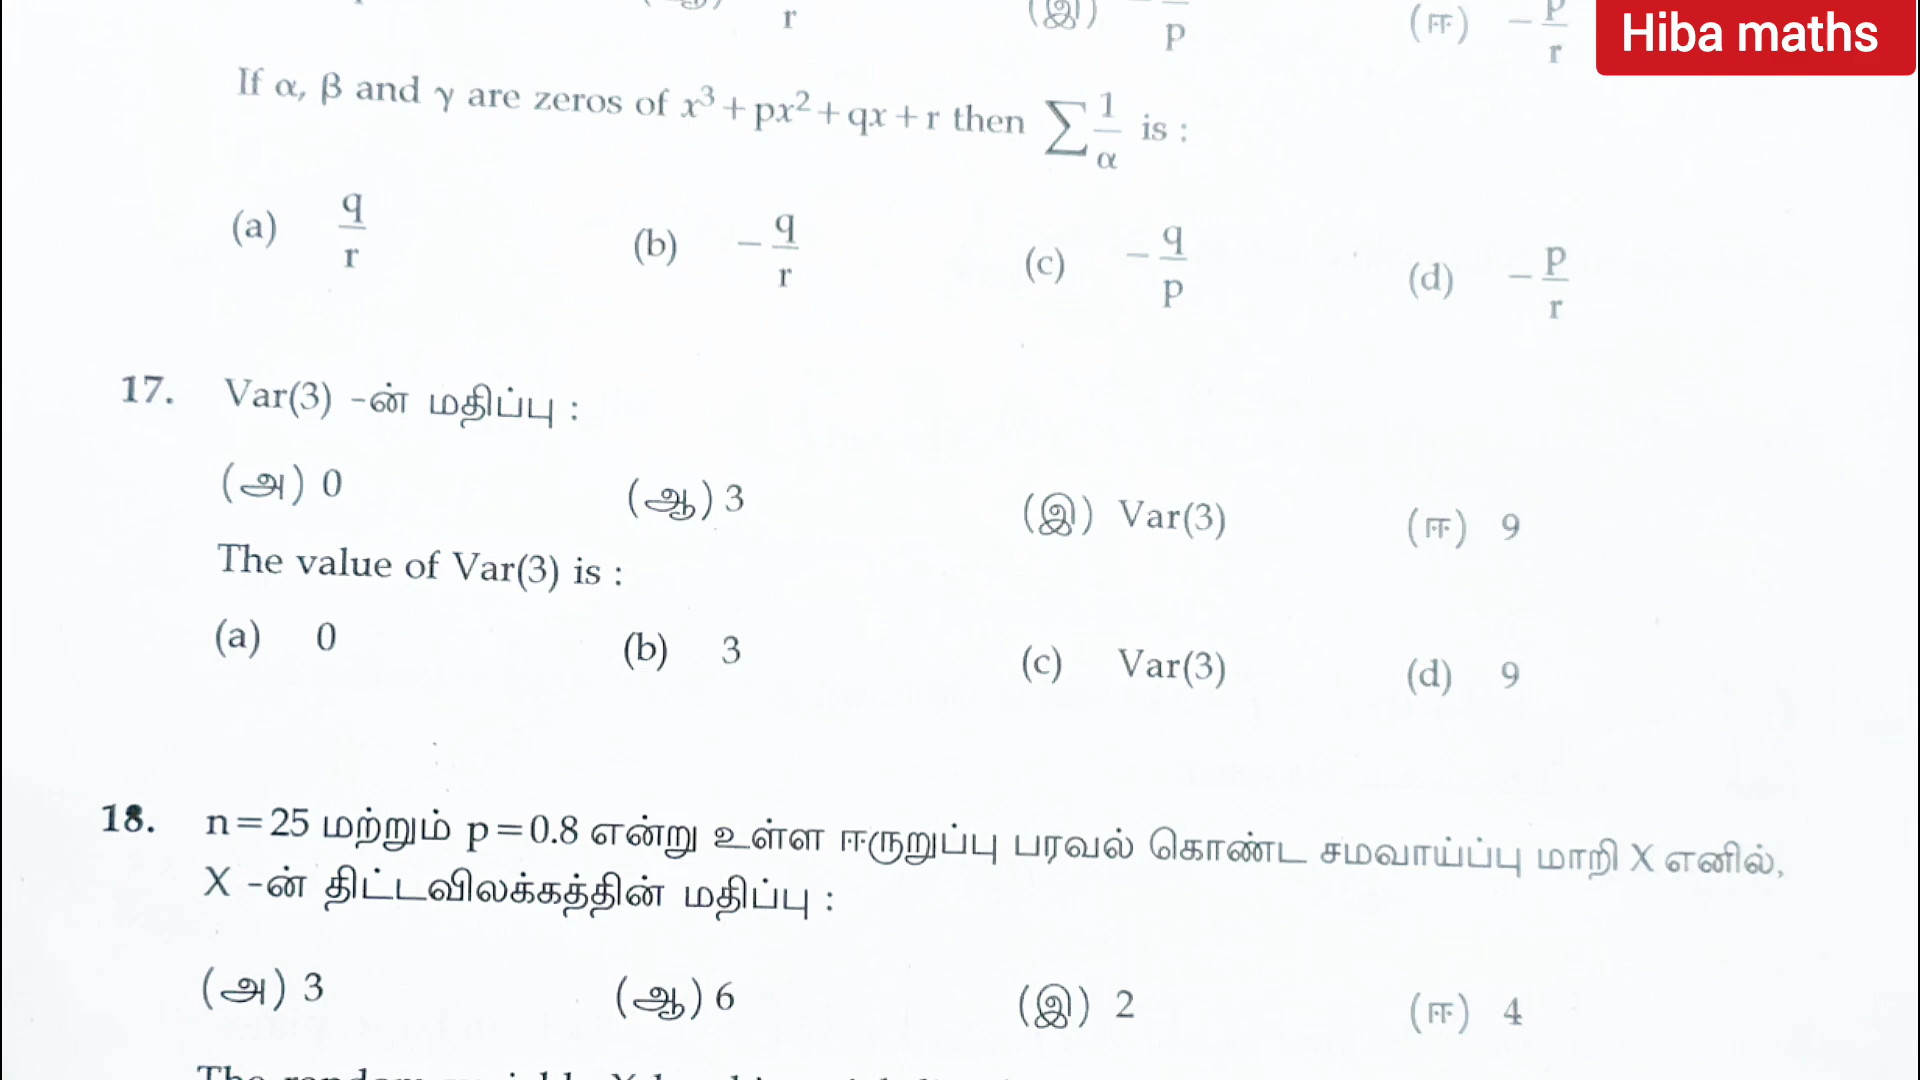 r (இ) p (ஈ) − p/r
Hiba maths
If α, β and γ are zeros of x³ + px² + qx + r then ∑ 1/α is :
(a) q/r (b) − q/r (c) − q/p (d) − p/r
17. Var(3) -ன் மதிப்பு :
(அ) 0 (ஆ) 3 (இ) Var(3) (ஈ) 9
The value of Var(3) is :
(a) 0 (b) 3 (c) Var(3) (d) 9
18. n = 25 மற்றும் p = 0.8 என்று உள்ள ஈருறுப்பு பரவல் கொண்ட சமவாய்ப்பு மாறி X எனில்,
X -ன் திட்டவிலக்கத்தின் மதிப்பு :
(அ) 3 (ஆ) 6 (இ) 2 (ஈ) 4